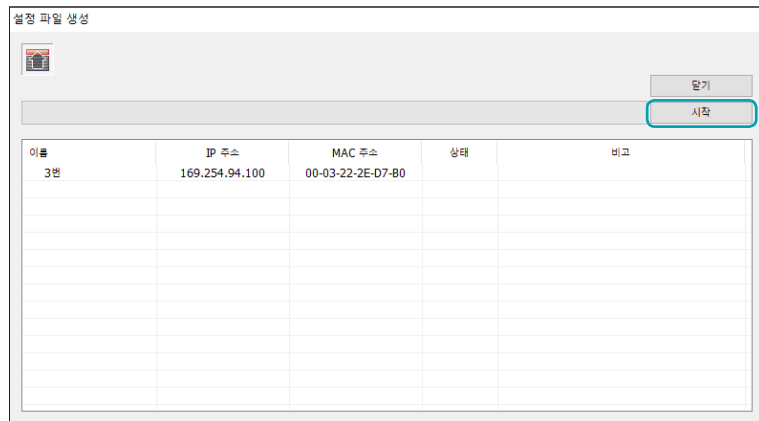 설정 파일 생성
닫기
시작
이름 IP 주소 MAC 주소 상태 비고
3번 169.254.94.100 00-03-22-2E-D7-B0